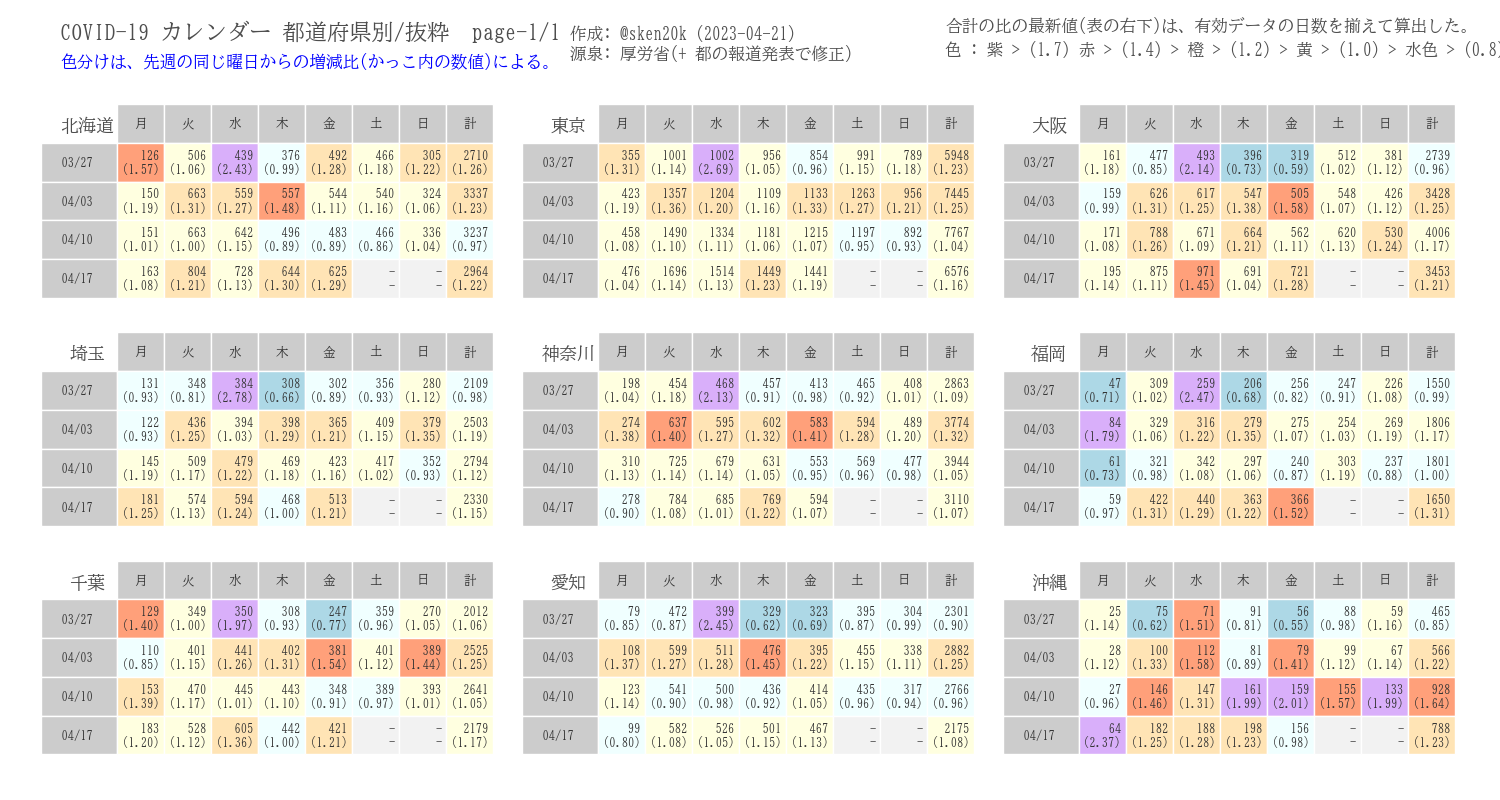 COVID-19 カレンダー 都道府県別/抜粋 page-1/1
作成: @sken20k (2023-04-21)
合計の比の最新値(表の右下)は、有効データの日数を揃えて算出した。
色分けは、先週の同じ曜日からの増減比(かっこ内の数値)による。
源泉: 厚労省(+ 都の報道発表で修正)
色 : 紫 > (1.7) 赤 > (1.4) 橙 > (1.2) 黄 > (1.0) 水色 > (0.8)
北海道 月 火 水 木 金 土 日 計
03/27 126 506 439 376 492 466 305 2710
(1.57) (1.06) (2.43) (0.99) (1.28) (1.18) (1.22) (1.26)
04/03 150 663 559 557 544 540 324 3337
(1.19) (1.31) (1.27) (1.48) (1.11) (1.16) (1.06) (1.23)
04/10 151 663 642 496 483 466 336 3237
(1.01) (1.00) (1.15) (0.89) (0.89) (0.86) (1.04) (0.97)
04/17 163 804 728 644 625 - - 2964
(1.08) (1.21) (1.13) (1.30) (1.29) - - (1.22)
東京 月 火 水 木 金 土 日 計
03/27 355 1001 1002 956 854 991 789 5948
(1.31) (1.14) (2.69) (1.05) (0.96) (1.15) (1.18) (1.23)
04/03 423 1357 1204 1109 1133 1263 956 7445
(1.19) (1.36) (1.20) (1.16) (1.33) (1.27) (1.21) (1.25)
04/10 458 1490 1334 1181 1215 1197 892 7767
(1.08) (1.10) (1.11) (1.06) (1.07) (0.95) (0.93) (1.04)
04/17 476 1696 1514 1449 1441 - - 6576
(1.04) (1.14) (1.13) (1.23) (1.19) - - (1.16)
大阪 月 火 水 木 金 土 日 計
03/27 161 477 493 396 319 512 381 2739
(1.18) (0.85) (2.14) (0.73) (0.59) (1.02) (1.12) (0.96)
04/03 159 626 617 547 505 548 426 3428
(0.99) (1.31) (1.25) (1.38) (1.58) (1.07) (1.12) (1.25)
04/10 171 788 671 664 562 620 530 4006
(1.08) (1.26) (1.09) (1.21) (1.11) (1.13) (1.24) (1.17)
04/17 195 875 971 691 721 - - 3453
(1.14) (1.11) (1.45) (1.04) (1.28) - - (1.21)
埼玉 月 火 水 木 金 土 日 計
03/27 131 348 384 308 302 356 280 2109
(0.93) (0.81) (2.78) (0.66) (0.89) (0.93) (1.12) (0.98)
04/03 122 436 394 398 365 409 379 2503
(0.93) (1.25) (1.03) (1.29) (1.21) (1.15) (1.35) (1.19)
04/10 145 509 479 469 423 417 352 2794
(1.19) (1.17) (1.22) (1.18) (1.16) (1.02) (0.93) (1.12)
04/17 181 574 594 468 513 - - 2330
(1.25) (1.13) (1.24) (1.00) (1.21) - - (1.15)
神奈川 月 火 水 木 金 土 日 計
03/27 198 454 468 457 413 465 408 2863
(1.04) (1.18) (2.13) (0.91) (0.98) (0.92) (1.01) (1.09)
04/03 274 637 595 602 583 594 489 3774
(1.38) (1.40) (1.27) (1.32) (1.41) (1.28) (1.20) (1.32)
04/10 310 725 679 631 553 569 477 3944
(1.13) (1.14) (1.14) (1.05) (0.95) (0.96) (0.98) (1.05)
04/17 278 784 685 769 594 - - 3110
(0.90) (1.08) (1.01) (1.22) (1.07) - - (1.07)
福岡 月 火 水 木 金 土 日 計
03/27 47 309 259 206 256 247 226 1550
(0.71) (1.02) (2.47) (0.68) (0.82) (0.91) (1.08) (0.99)
04/03 84 329 316 279 275 254 269 1806
(1.79) (1.06) (1.22) (1.35) (1.07) (1.03) (1.19) (1.17)
04/10 61 321 342 297 240 303 237 1801
(0.73) (0.98) (1.08) (1.06) (0.87) (1.19) (0.88) (1.00)
04/17 59 422 440 363 366 - - 1650
(0.97) (1.31) (1.29) (1.22) (1.52) - - (1.31)
千葉 月 火 水 木 金 土 日 計
03/27 129 349 350 308 247 359 270 2012
(1.40) (1.00) (1.97) (0.93) (0.77) (0.96) (1.05) (1.06)
04/03 110 401 441 402 381 401 389 2525
(0.85) (1.15) (1.26) (1.31) (1.54) (1.12) (1.44) (1.25)
04/10 153 470 445 443 348 389 393 2641
(1.39) (1.17) (1.01) (1.10) (0.91) (0.97) (1.01) (1.05)
04/17 183 528 605 442 421 - - 2179
(1.20) (1.12) (1.36) (1.00) (1.21) - - (1.17)
愛知 月 火 水 木 金 土 日 計
03/27 79 472 399 329 323 395 304 2301
(0.85) (0.87) (2.45) (0.62) (0.69) (0.87) (0.99) (0.90)
04/03 108 599 511 476 395 455 338 2882
(1.37) (1.27) (1.28) (1.45) (1.22) (1.15) (1.11) (1.25)
04/10 123 541 500 436 414 435 317 2766
(1.14) (0.90) (0.98) (0.92) (1.05) (0.96) (0.94) (0.96)
04/17 99 582 526 501 467 - - 2175
(0.80) (1.08) (1.05) (1.15) (1.13) - - (1.08)
沖縄 月 火 水 木 金 土 日 計
03/27 25 75 71 91 56 88 59 465
(1.14) (0.62) (1.51) (0.81) (0.55) (0.98) (1.16) (0.85)
04/03 28 100 112 81 79 99 67 566
(1.12) (1.33) (1.58) (0.89) (1.41) (1.12) (1.14) (1.22)
04/10 27 146 147 161 159 155 133 928
(0.96) (1.46) (1.31) (1.99) (2.01) (1.57) (1.99) (1.64)
04/17 64 182 188 198 156 - - 788
(2.37) (1.25) (1.28) (1.23) (0.98) - - (1.23)